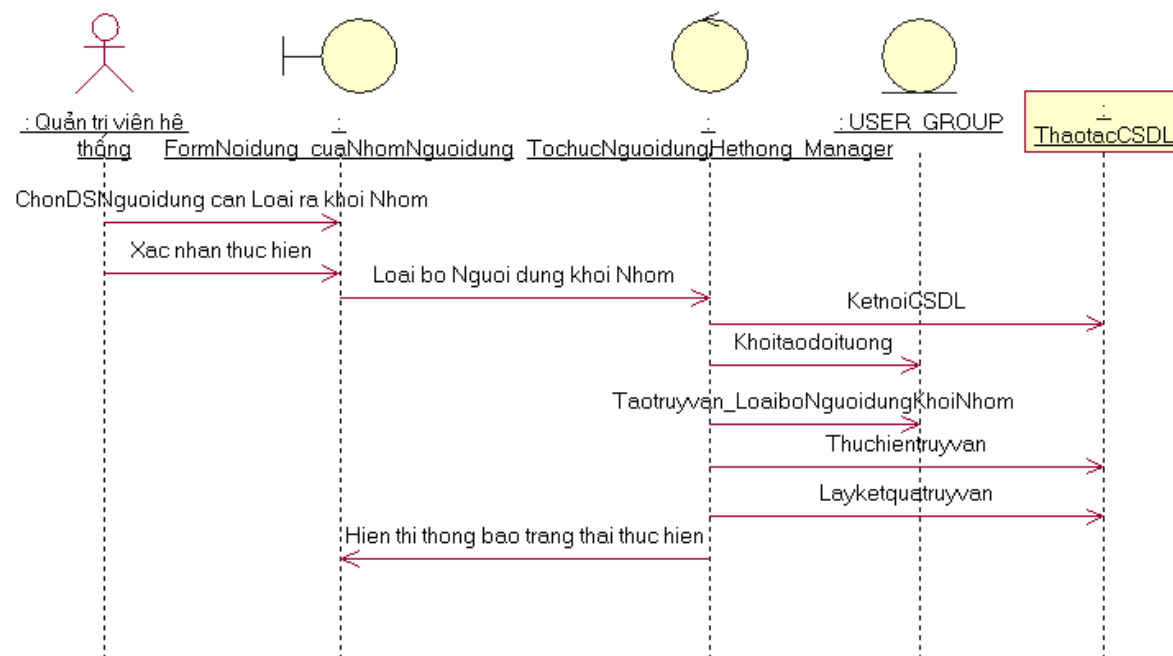 : Quản trị viên hệ
thống
:
FormNoidung_cuaNhomNguoidung
:
TochucNguoidungHethong_Manager
: USER_GROUP
:
ThaotacCSDL
ChonDSNguoidung can Loai ra khoi Nhom
Xac nhan thuc hien
Loai bo Nguoi dung khoi Nhom
KetnoiCSDL
Khoitaodoituong
Taotruyvan_LoaiboNguoidungKhoiNhom
Thuchientruyvan
Layketquatruyvan
Hien thi thong bao trang thai thuc hien